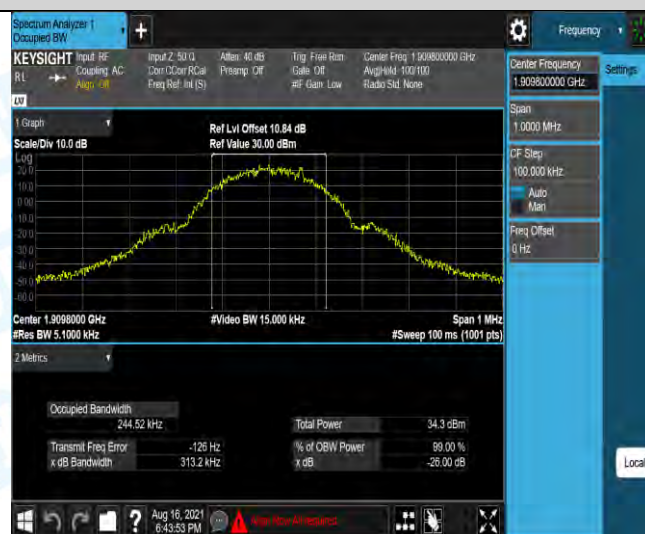 Spectrum Analyzer 1
Occupied BW
+
Frequency
KEYSIGHT Input: RF
Coupling: AC
Align: Off
RL
LXI
Input Z: 50 Ω
Corr CCorr RCal
Freq Ref: Int (S)
Atten: 40 dB
Preamp: Off
Trig: Free Run
Gate: Off
#IF Gain: Low
Center Freq: 1.909800000 GHz
Avg|Hold: 100/100
Radio Std: None
Center Frequency
1.909800000 GHz
Settings
Span
1.0000 MHz
CF Step
100.000 kHz
Auto
Man
Freq Offset
0 Hz
1 Graph
Scale/Div 10.0 dB
Ref Lvl Offset 10.84 dB
Ref Value 30.00 dBm
Log
20.0
10.0
0.00
-10.0
-20.0
-30.0
-40.0
-50.0
-60.0
Center 1.9098 GHz
#Video BW 15.000 kHz
Span 1 MHz
#Res BW 5.1000 kHz
#Sweep 100 ms (1001 pts)
2 Metrics
Occupied Bandwidth
244.52 kHz
Total Power 34.3 dBm
Transmit Freq Error -126 Hz
% of OBW Power 99.00 %
x dB Bandwidth 313.2 kHz
x dB -26.00 dB
Local
?
Aug 16, 2021
6:43:53 PM